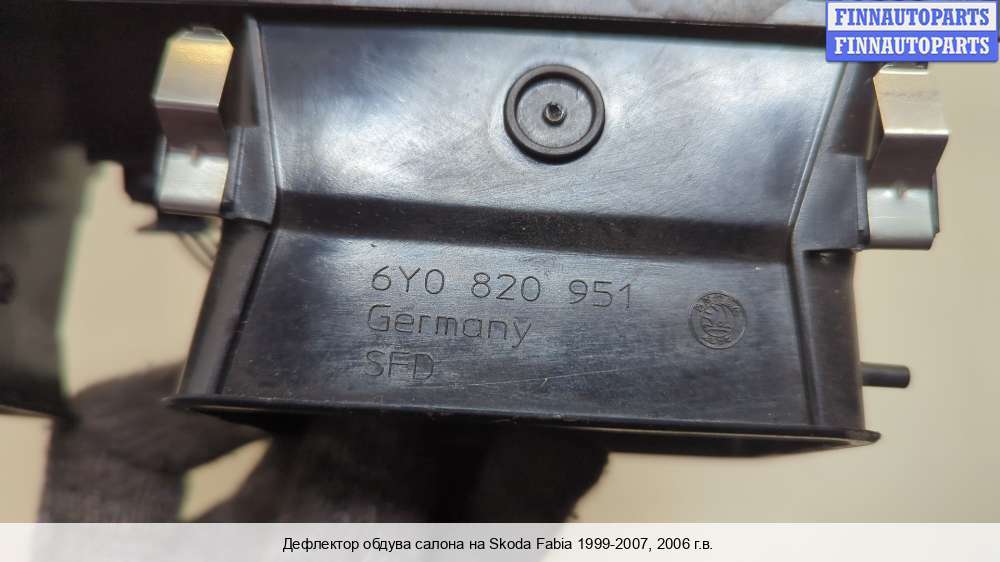 FINNAUTOPARTS
FINNAUTOPARTS
6Y0 820 951
Germany
SFD
Дефлектор обдува салона на Skoda Fabia 1999-2007, 2006 г.в.